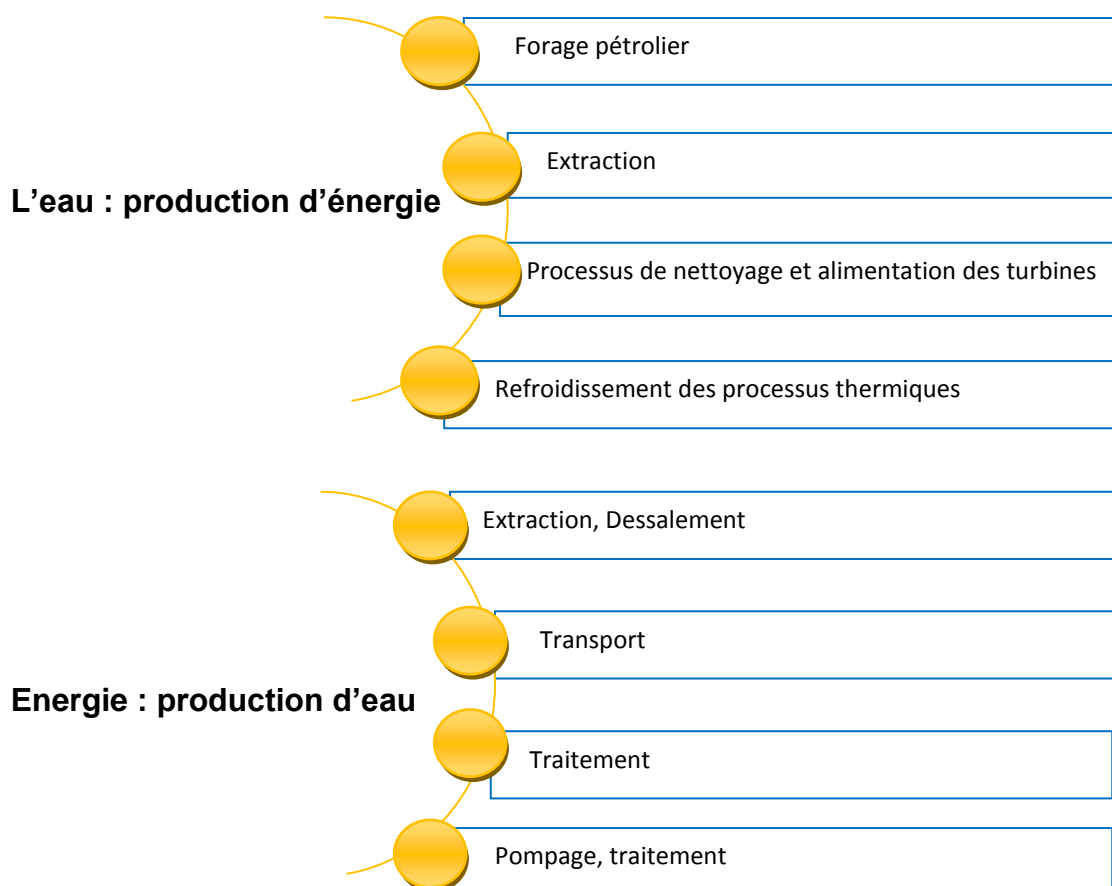 Forage pétrolier
Extraction
L’eau : production d’énergie
Processus de nettoyage et alimentation des turbines
Refroidissement des processus thermiques
Extraction, Dessalement
Transport
Energie : production d’eau
Traitement
Pompage, traitement